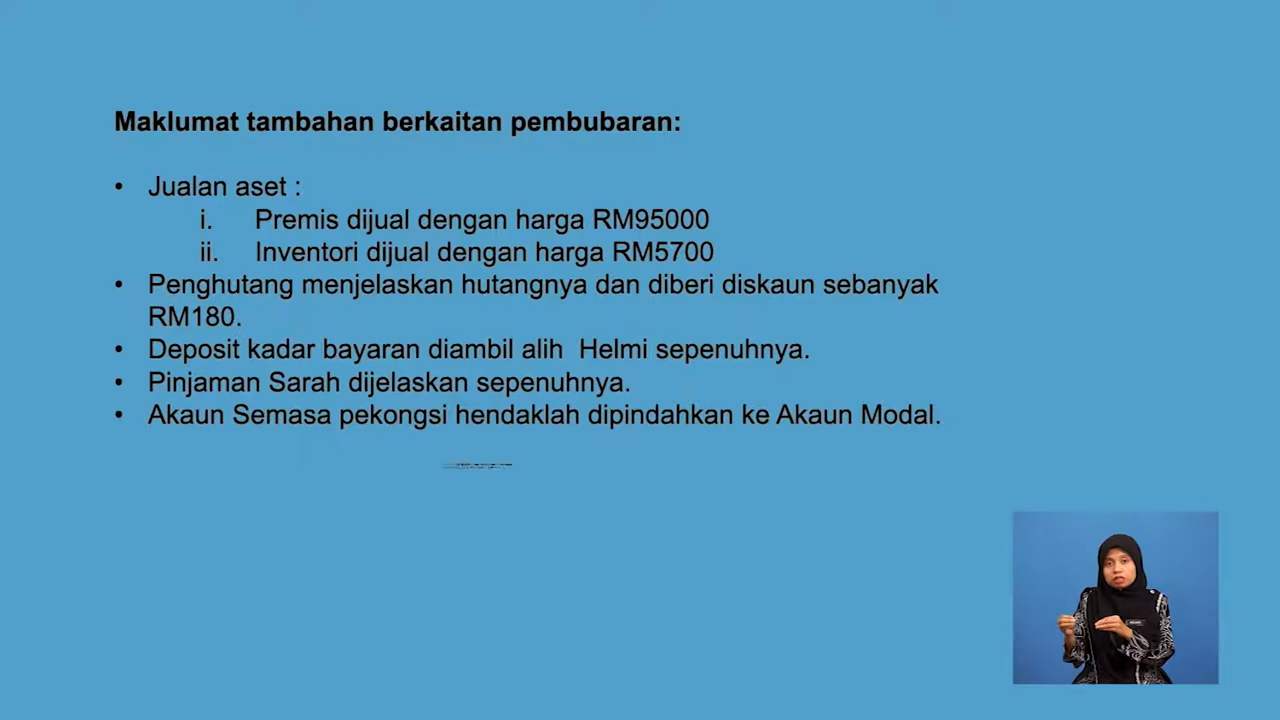 Maklumat tambahan berkaitan pembubaran:
• Jualan aset :
i. Premis dijual dengan harga RM95000
ii. Inventori dijual dengan harga RM5700
• Penghutang menjelaskan hutangnya dan diberi diskaun sebanyak
RM180.
• Deposit kadar bayaran diambil alih Helmi sepenuhnya.
• Pinjaman Sarah dijelaskan sepenuhnya.
• Akaun Semasa pekongsi hendaklah dipindahkan ke Akaun Modal.